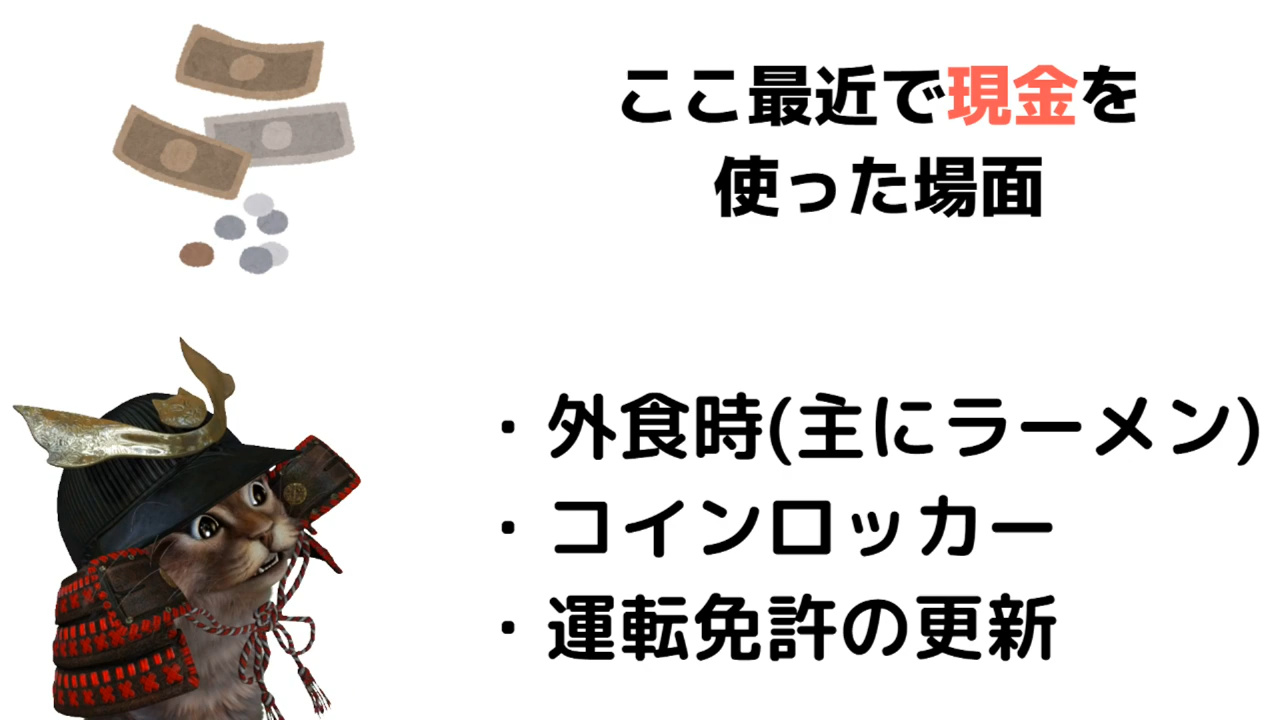 ここ最近で現金を
使った場面
・外食時(主にラーメン)
・コインロッカー
・運転免許の更新